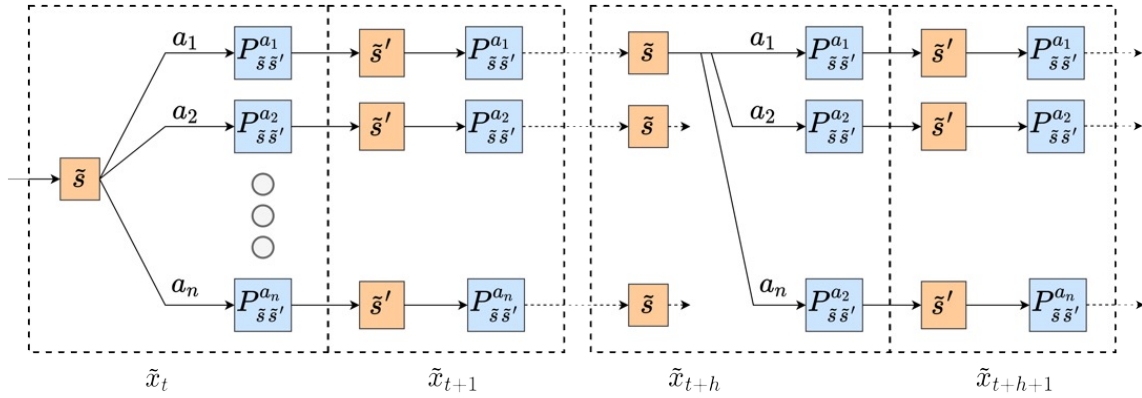 a₁ P^{a₁}_{s̃s̃′} s̃′ P^{a₁}_{s̃s̃′} s̃ a₁ P^{a₁}_{s̃s̃′} s̃′ P^{a₁}_{s̃s̃′}
a₂ P^{a₂}_{s̃s̃′} s̃′ P^{a₂}_{s̃s̃′} s̃ a₂ P^{a₂}_{s̃s̃′} s̃′ P^{a₂}_{s̃s̃′}
s̃
aₙ P^{aₙ}_{s̃s̃′} s̃′ P^{aₙ}_{s̃s̃′} s̃ aₙ P^{a₂}_{s̃s̃′} s̃′ P^{aₙ}_{s̃s̃′}
x̃_t x̃_{t+1} x̃_{t+h} x̃_{t+h+1}